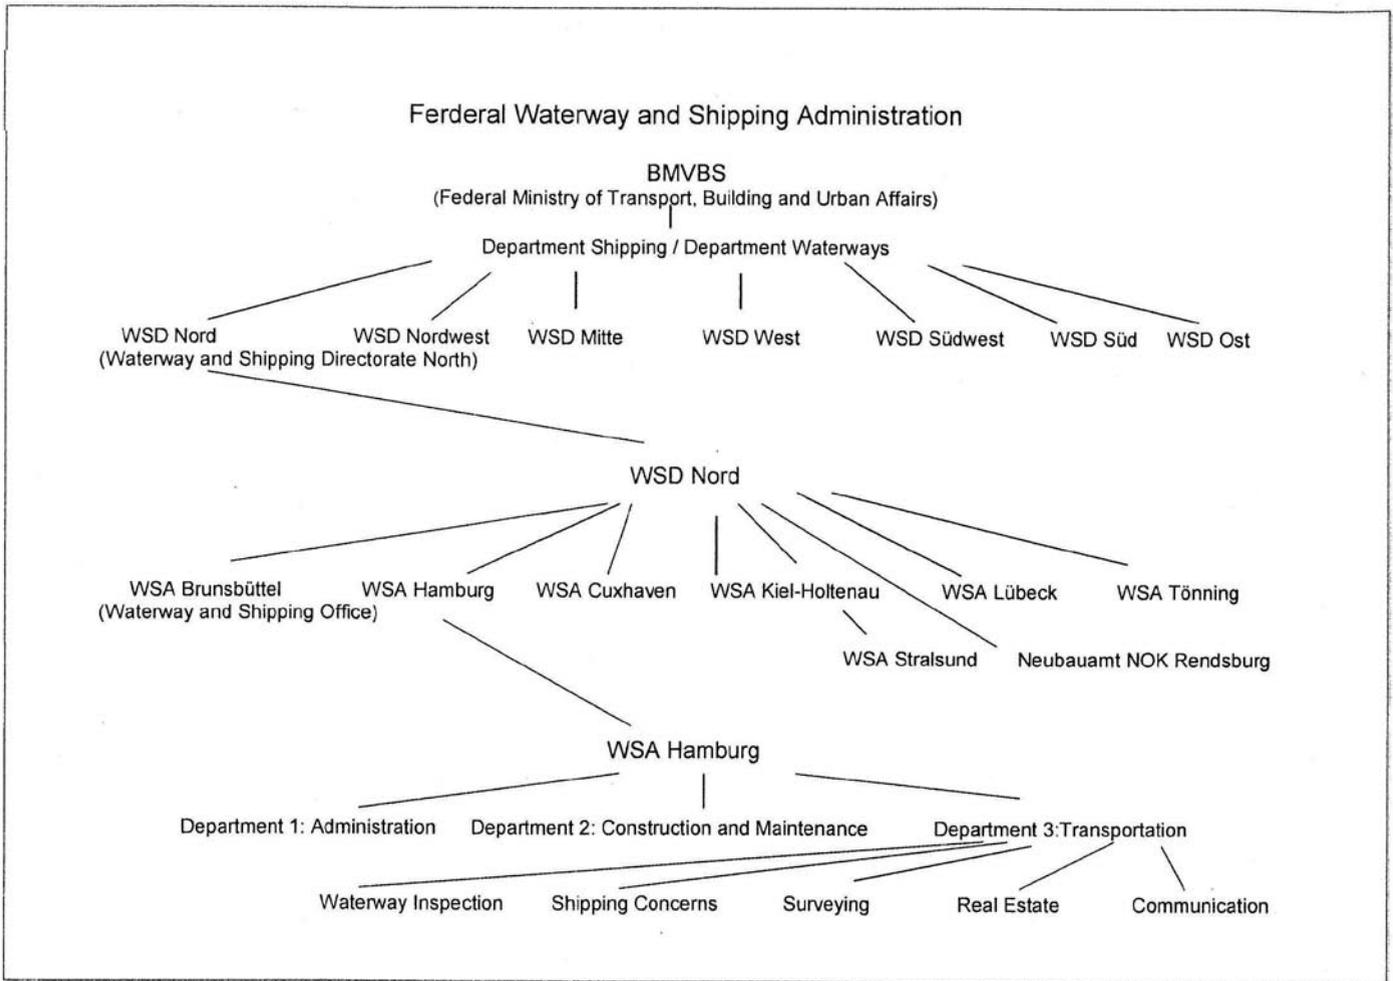 Ferderal Waterway and Shipping Administration
BMVBS
(Federal Ministry of Transport, Building and Urban Affairs)
Department Shipping / Department Waterways
WSD Nord WSD Nordwest WSD Mitte WSD West WSD Südwest WSD Süd WSD Ost
(Waterway and Shipping Directorate North)
WSD Nord
WSA Brunsbüttel WSA Hamburg WSA Cuxhaven WSA Kiel-Holtenau WSA Lübeck WSA Tönning
(Waterway and Shipping Office)
WSA Stralsund Neubauamt NOK Rendsburg
WSA Hamburg
Department 1: Administration Department 2: Construction and Maintenance Department 3:Transportation
Waterway Inspection Shipping Concerns Surveying Real Estate Communication